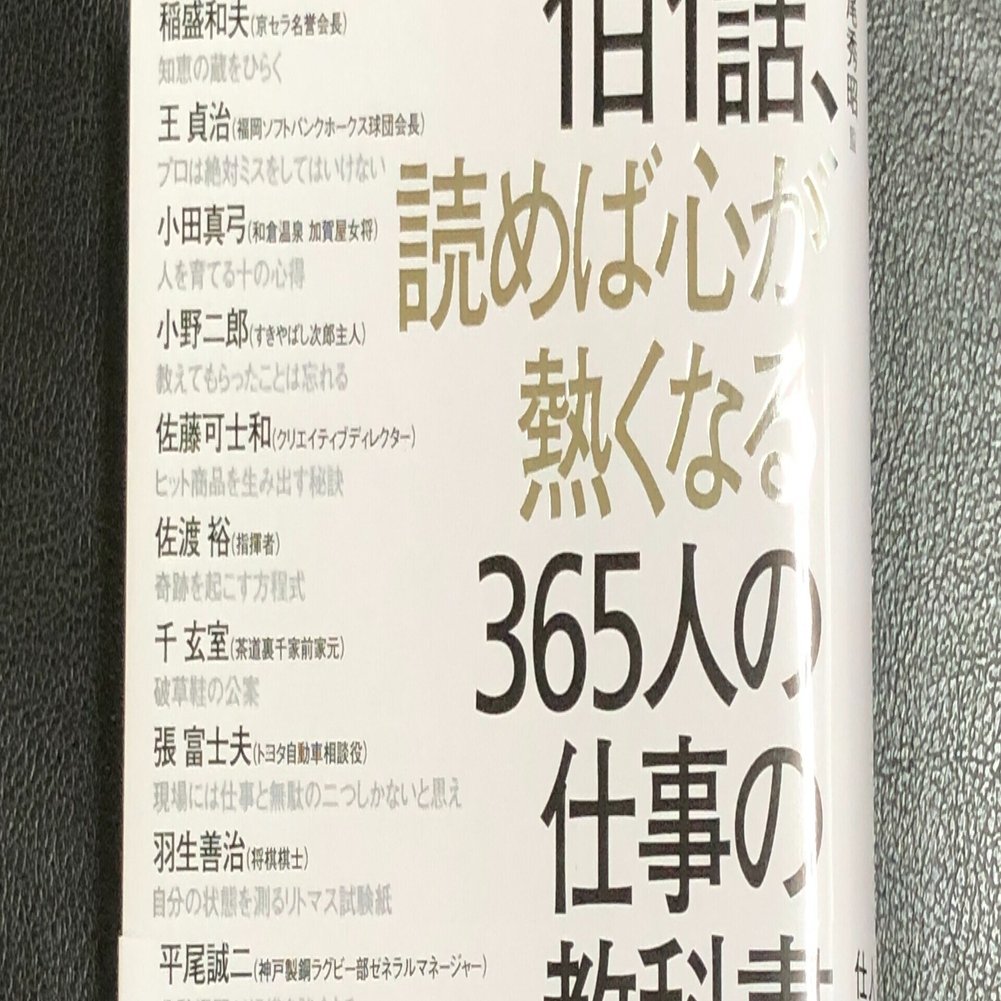 稲盛和夫(京セラ名誉会長)
知恵の蔵をひらく
王 貞治(福岡ソフトバンクホークス球団会長)
プロは絶対ミスをしてはいけない
小田真弓(和倉温泉 加賀屋女将)
人を育てる十の心得
小野二郎(すきやばし次郎主人)
教えてもらったことは忘れる
佐藤可士和(クリエイティブディレクター)
ヒット商品を生み出す秘訣
佐渡 裕(指揮者)
奇跡を起こす方程式
千 玄室(茶道裏千家前家元)
破草鞋の公案
張 富士夫(トヨタ自動車相談役)
現場には仕事と無駄の二つしかないと思え
羽生善治(将棋棋士)
自分の状態を測るリトマス試験紙
平尾誠二(神戸製鋼ラグビー部ゼネラルマネージャー)
1話、
読めば心が
熱くなる
365人の
仕事の
教科書